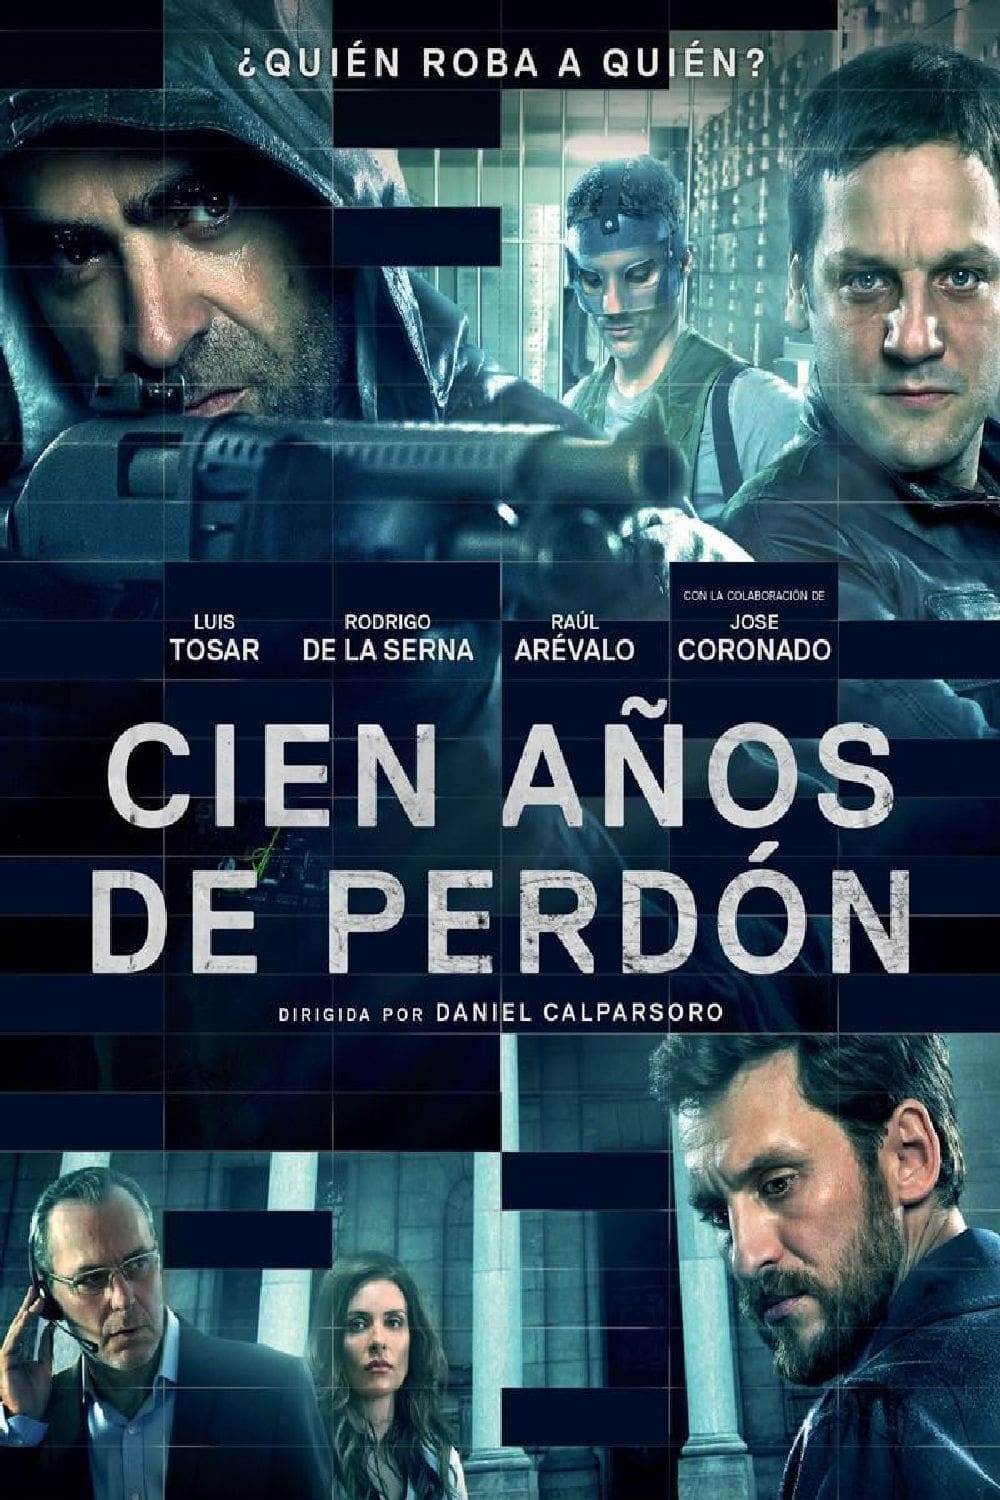 ¿QUIÉN ROBA A QUIÉN?
CON LA COLABORACIÓN DE
LUIS
TOSAR
RODRIGO
DE LA SERNA
RAÚL
ARÉVALO
JOSE
CORONADO
CIEN AÑOS
DE PERDÓN
DIRIGIDA POR DANIEL CALPARSORO